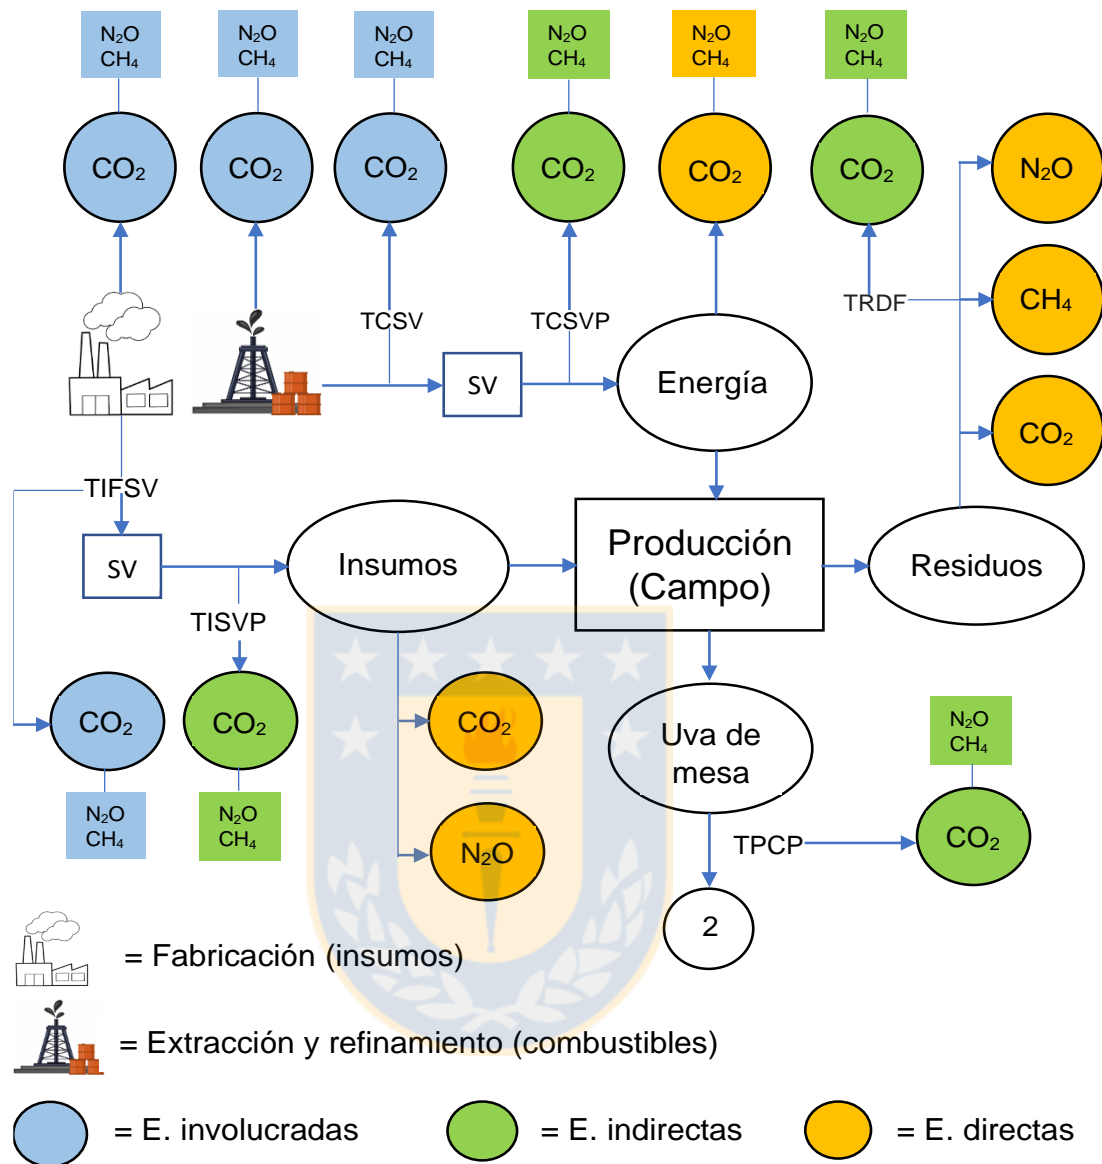 N₂O
CH₄
N₂O
CH₄
N₂O
CH₄
N₂O
CH₄
N₂O
CH₄
N₂O
CH₄
CO₂
CO₂
CO₂
CO₂
CO₂
CO₂
N₂O
CH₄
CO₂
TCSV
TCSVP
TRDF
SV
Energía
TIFSV
SV
Insumos
Producción
(Campo)
Residuos
TISVP
CO₂
N₂O
CH₄
CO₂
N₂O
CH₄
CO₂
N₂O
Uva de
mesa
TPCP
N₂O
CH₄
CO₂
2
= Fabricación (insumos)
= Extracción y refinamiento (combustibles)
= E. involucradas
= E. indirectas
= E. directas